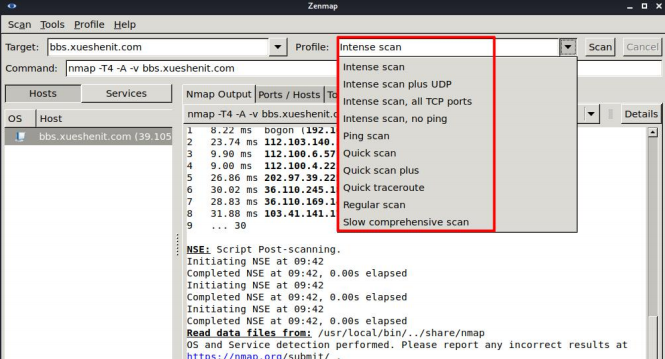 Zenmap
Scan Tools Profile Help
Target: bbs.xueshenit.com Profile: Intense scan Scan Cancel
Command: nmap -T4 -A -v bbs.xueshenit.com
Hosts Services Nmap Output Ports / Hosts
OS Host nmap -T4 -A -v bbs.xueshenit. Details
bbs.xueshenit.com (39.105
Intense scan
Intense scan plus UDP
Intense scan, all TCP ports
Intense scan, no ping
Ping scan
Quick scan
Quick scan plus
Quick traceroute
Regular scan
Slow comprehensive scan
1 8.22 ms bogon (192.1
2 23.74 ms 112.103.140.
3 9.90 ms 112.100.6.57
4 9.00 ms 112.100.4.22
5 26.86 ms 202.97.39.22
6 30.02 ms 36.110.245.1
7 28.83 ms 36.110.169.1
8 31.88 ms 103.41.141.1
9 ... 30
NSE: Script Post-scanning.
Initiating NSE at 09:42
Completed NSE at 09:42, 0.00s elapsed
Initiating NSE at 09:42
Completed NSE at 09:42, 0.00s elapsed
Initiating NSE at 09:42
Completed NSE at 09:42, 0.00s elapsed
Read data files from: /usr/local/bin/../share/nmap
OS and Service detection performed. Please report any incorrect results at
https://nmap.org/submit/ .